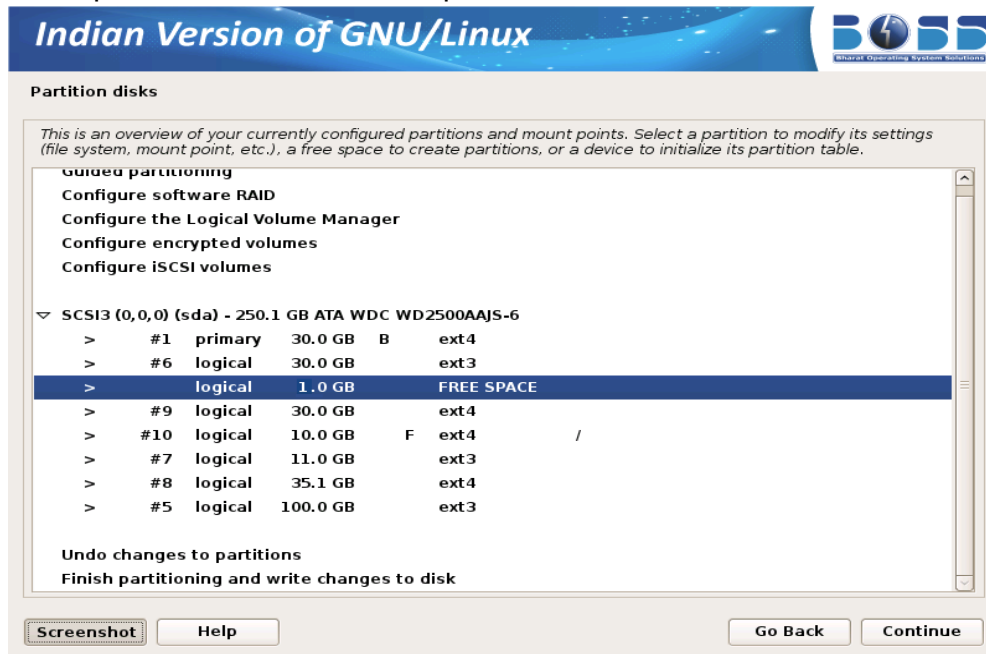 Indian Version of GNU/Linux
BOSS
Bharat Operating System Solutions
Partition disks
This is an overview of your currently configured partitions and mount points. Select a partition to modify its settings
(file system, mount point, etc.), a free space to create partitions, or a device to initialize its partition table.
Guided partitioning
Configure software RAID
Configure the Logical Volume Manager
Configure encrypted volumes
Configure iSCSI volumes
SCSI3 (0,0,0) (sda) - 250.1 GB ATA WDC WD2500AAJS-6
> #1 primary 30.0 GB B ext4
> #6 logical 30.0 GB ext3
> logical 1.0 GB FREE SPACE
> #9 logical 30.0 GB ext4
> #10 logical 10.0 GB F ext4 /
> #7 logical 11.0 GB ext3
> #8 logical 35.1 GB ext4
> #5 logical 100.0 GB ext3
Undo changes to partitions
Finish partitioning and write changes to disk
Screenshot Help Go Back Continue